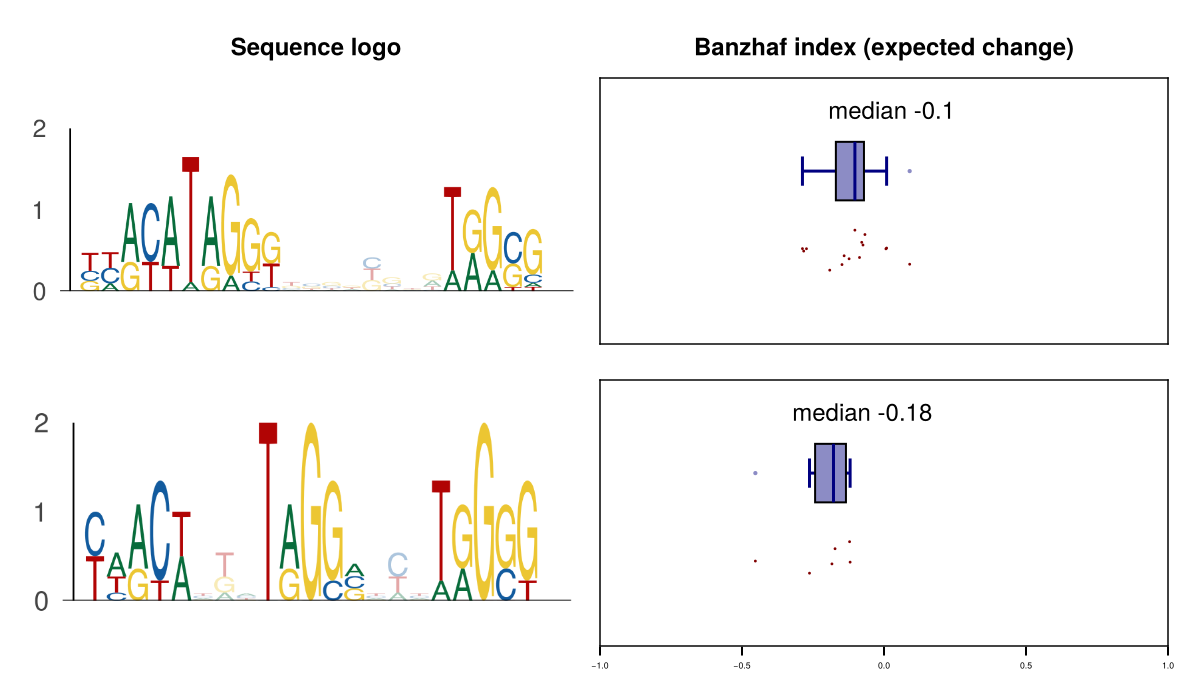 Sequence logo
Banzhaf index (expected change)
median -0.1
2
1
0
median -0.18
2
1
0
−1.0
−0.5
0.0
0.5
1.0